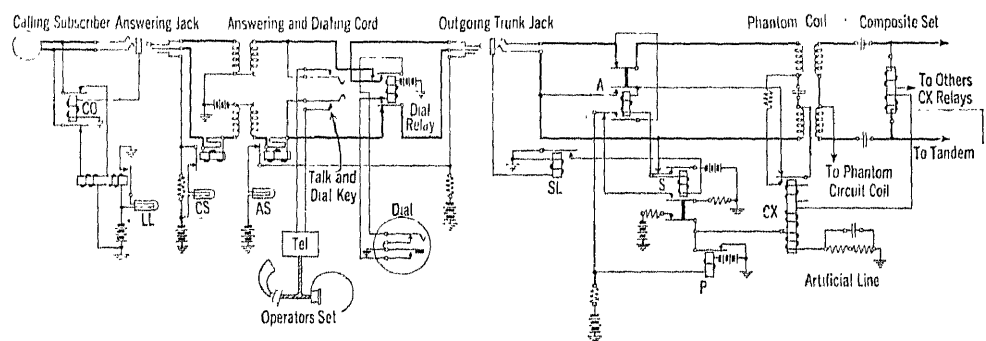 Calling Subscriber
Answering Jack
Answering and Dialing Cord
Outgoing Trunk Jack
Phantom Coil
Composite Set
CO
LL
CS
AS
Talk and
Dial Key
Dial
Relay
Tel
Dial
Operators Set
A
SL
S
P
CX
To Others
CX Relays
To Tandem
To Phantom
Circuit Coil
Artificial Line